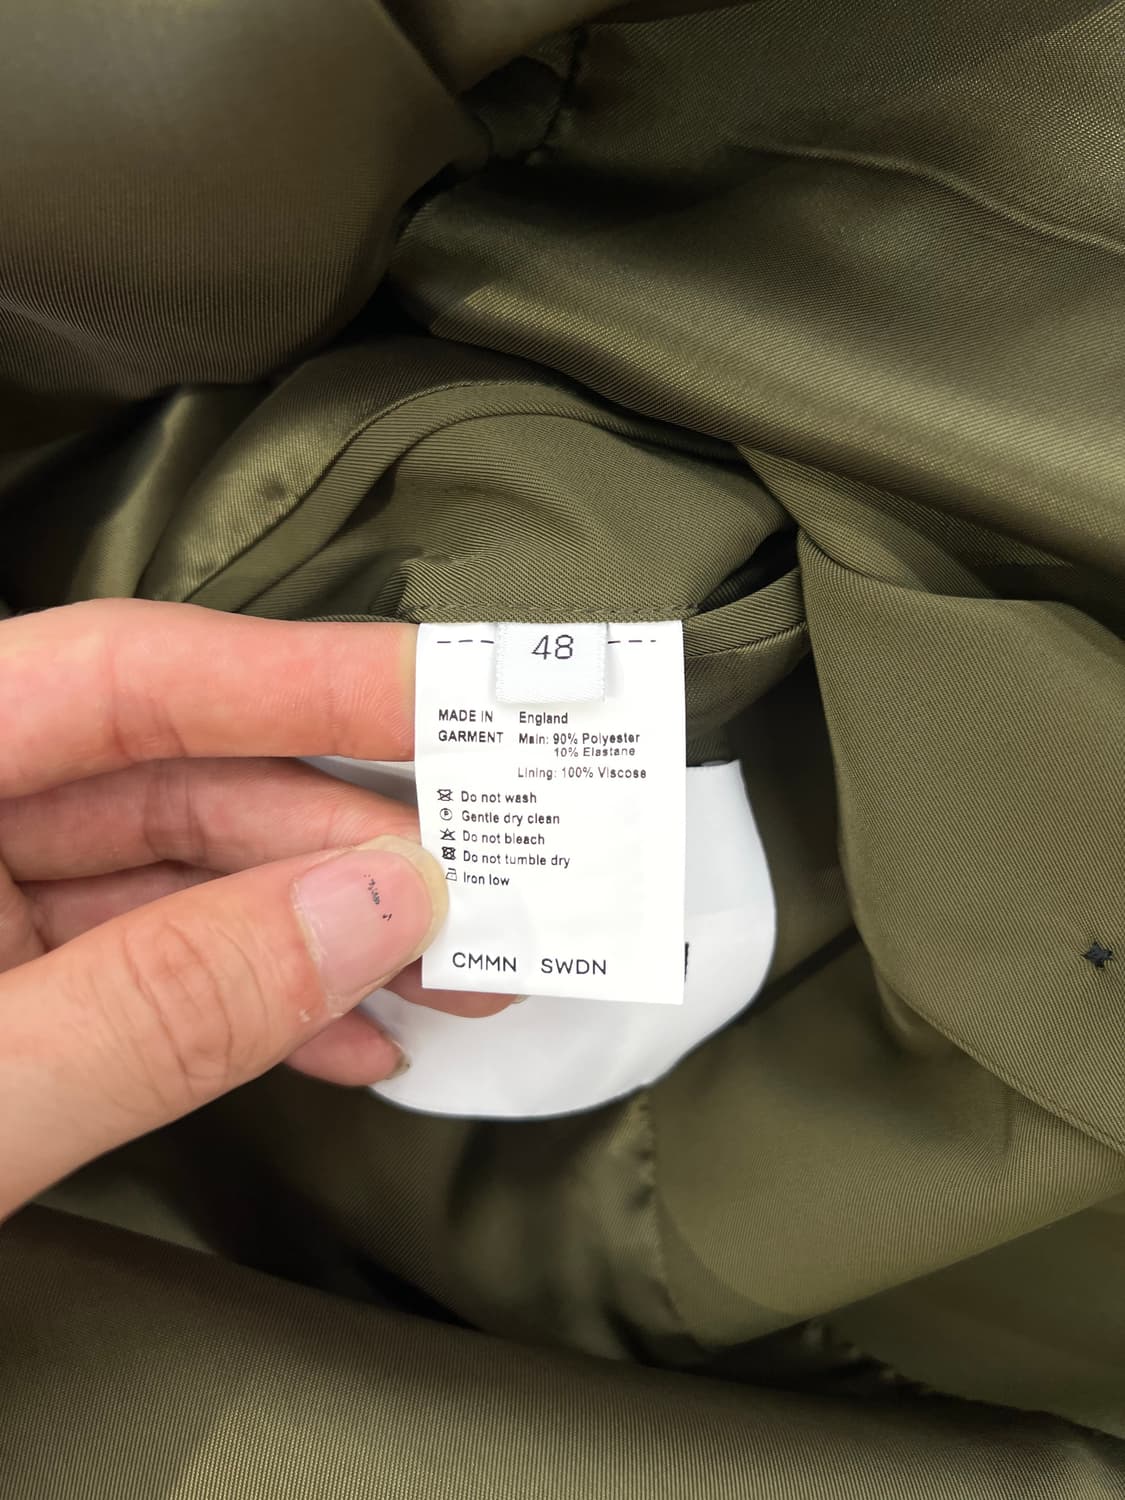 48
MADE IN England
GARMENT Main: 90% Polyester
10% Elastane
Lining: 100% Viscose
Do not wash
P Gentle dry clean
Do not bleach
Do not tumble dry
Iron low
CMMN SWDN